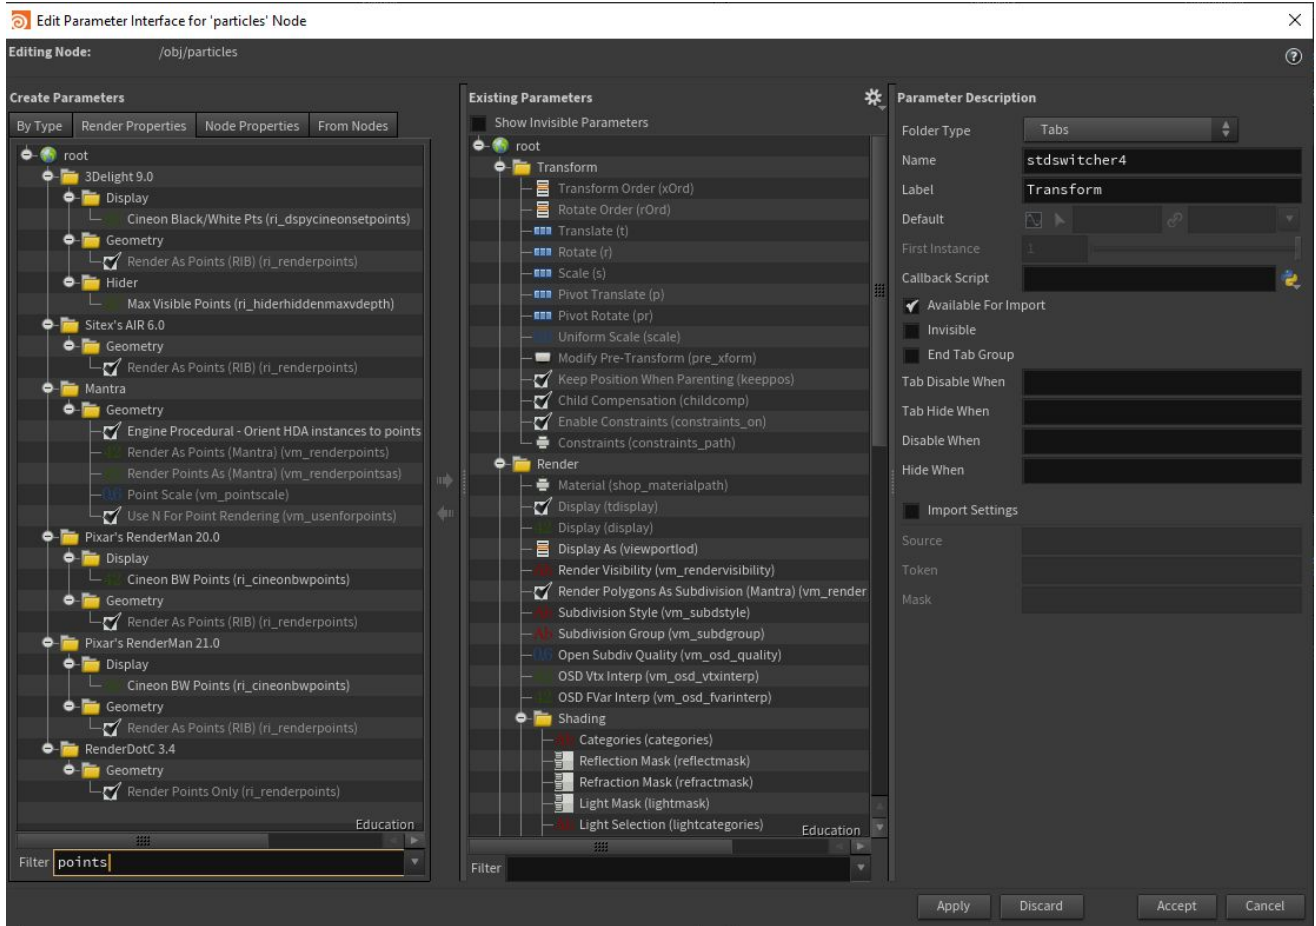 Edit Parameter Interface for 'particles' Node
Editing Node: /obj/particles
Create Parameters
By Type Render Properties Node Properties From Nodes
root
3Delight 9.0
Display
Cineon Black/White Pts (ri_dspycineonsetpoints)
Geometry
Render As Points (RIB) (ri_renderpoints)
Hider
Max Visible Points (ri_hiderhiddenmaxvdepth)
Sitex's AIR 6.0
Geometry
Render As Points (RIB) (ri_renderpoints)
Mantra
Geometry
Engine Procedural - Orient HDA instances to points
Render As Points (Mantra) (vm_renderpoints)
Render Points As (Mantra) (vm_renderpointsas)
Point Scale (vm_pointscale)
Use N For Point Rendering (vm_usenforpoints)
Pixar's RenderMan 20.0
Display
Cineon BW Points (ri_cineonbwpoints)
Geometry
Render As Points (RIB) (ri_renderpoints)
Pixar's RenderMan 21.0
Display
Cineon BW Points (ri_cineonbwpoints)
Geometry
Render As Points (RIB) (ri_renderpoints)
RenderDotC 3.4
Geometry
Render Points Only (ri_renderpoints)
Education
Filter points
Existing Parameters
Show Invisible Parameters
root
Transform
Transform Order (xOrd)
Rotate Order (rOrd)
Translate (t)
Rotate (r)
Scale (s)
Pivot Translate (p)
Pivot Rotate (pr)
Uniform Scale (scale)
Modify Pre-Transform (pre_xform)
Keep Position When Parenting (keeppos)
Child Compensation (childcomp)
Enable Constraints (constraints_on)
Constraints (constraints_path)
Render
Material (shop_materialpath)
Display (tdisplay)
Display (display)
Display As (viewportlod)
Render Visibility (vm_rendervisibility)
Render Polygons As Subdivision (Mantra) (vm_render
Subdivision Style (vm_subdstyle)
Subdivision Group (vm_subdgroup)
Open Subdiv Quality (vm_osd_quality)
OSD Vtx Interp (vm_osd_vtxinterp)
OSD FVar Interp (vm_osd_fvarinterp)
Shading
Categories (categories)
Reflection Mask (reflectmask)
Refraction Mask (refractmask)
Light Mask (lightmask)
Light Selection (lightcategories)
Education
Filter
Parameter Description
Folder Type Tabs
Name stdswitcher4
Label Transform
Default
First Instance 1
Callback Script
Available For Import
Invisible
End Tab Group
Tab Disable When
Tab Hide When
Disable When
Hide When
Import Settings
Source
Token
Mask
Apply Discard Accept Cancel